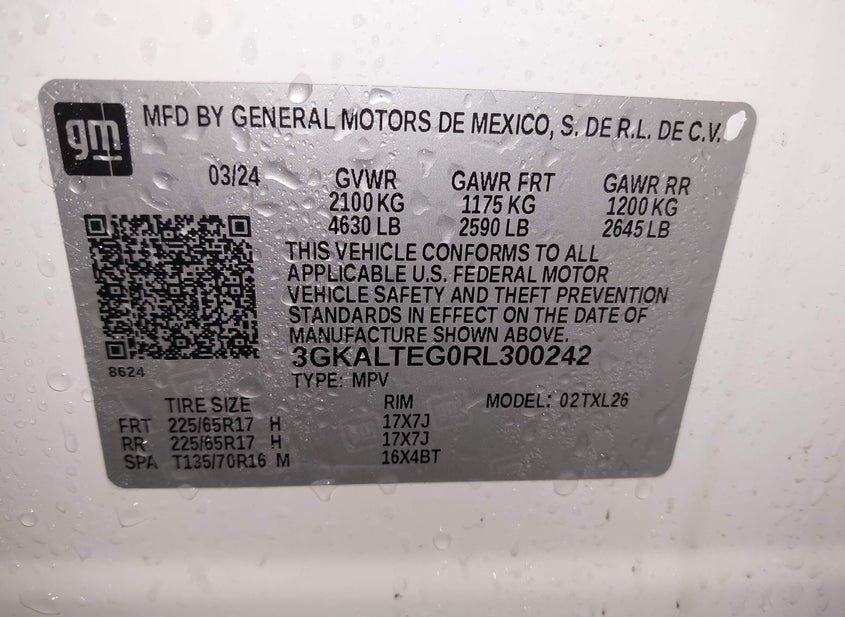 gm
MFD BY GENERAL MOTORS DE MEXICO, S. DE R.L. DE C.V.
03/24 GVWR GAWR FRT GAWR RR
2100 KG 1175 KG 1200 KG
4630 LB 2590 LB 2645 LB
THIS VEHICLE CONFORMS TO ALL
APPLICABLE U.S. FEDERAL MOTOR
VEHICLE SAFETY AND THEFT PREVENTION
STANDARDS IN EFFECT ON THE DATE OF
MANUFACTURE SHOWN ABOVE.
3GKALTEG0RL300242
8624 TYPE: MPV
TIRE SIZE RIM MODEL: 02TXL26
FRT 225/65R17 H 17X7J
RR 225/65R17 H 17X7J
SPA T135/70R16 M 16X4BT